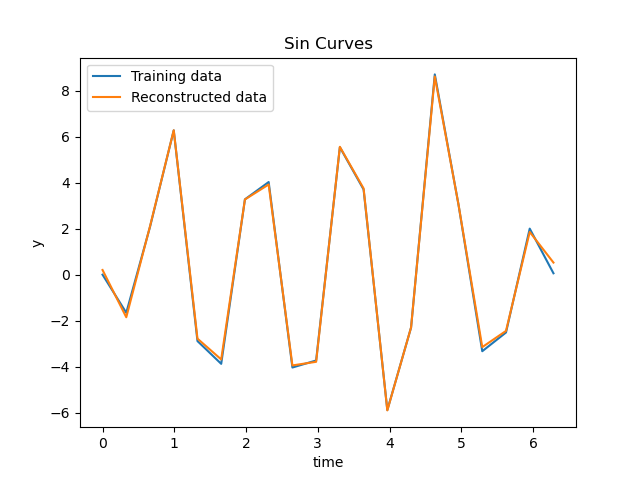 Sin Curves
Training data
Reconstructed data
8
6
4
2
0
−2
−4
−6
y
0 1 2 3 4 5 6
time